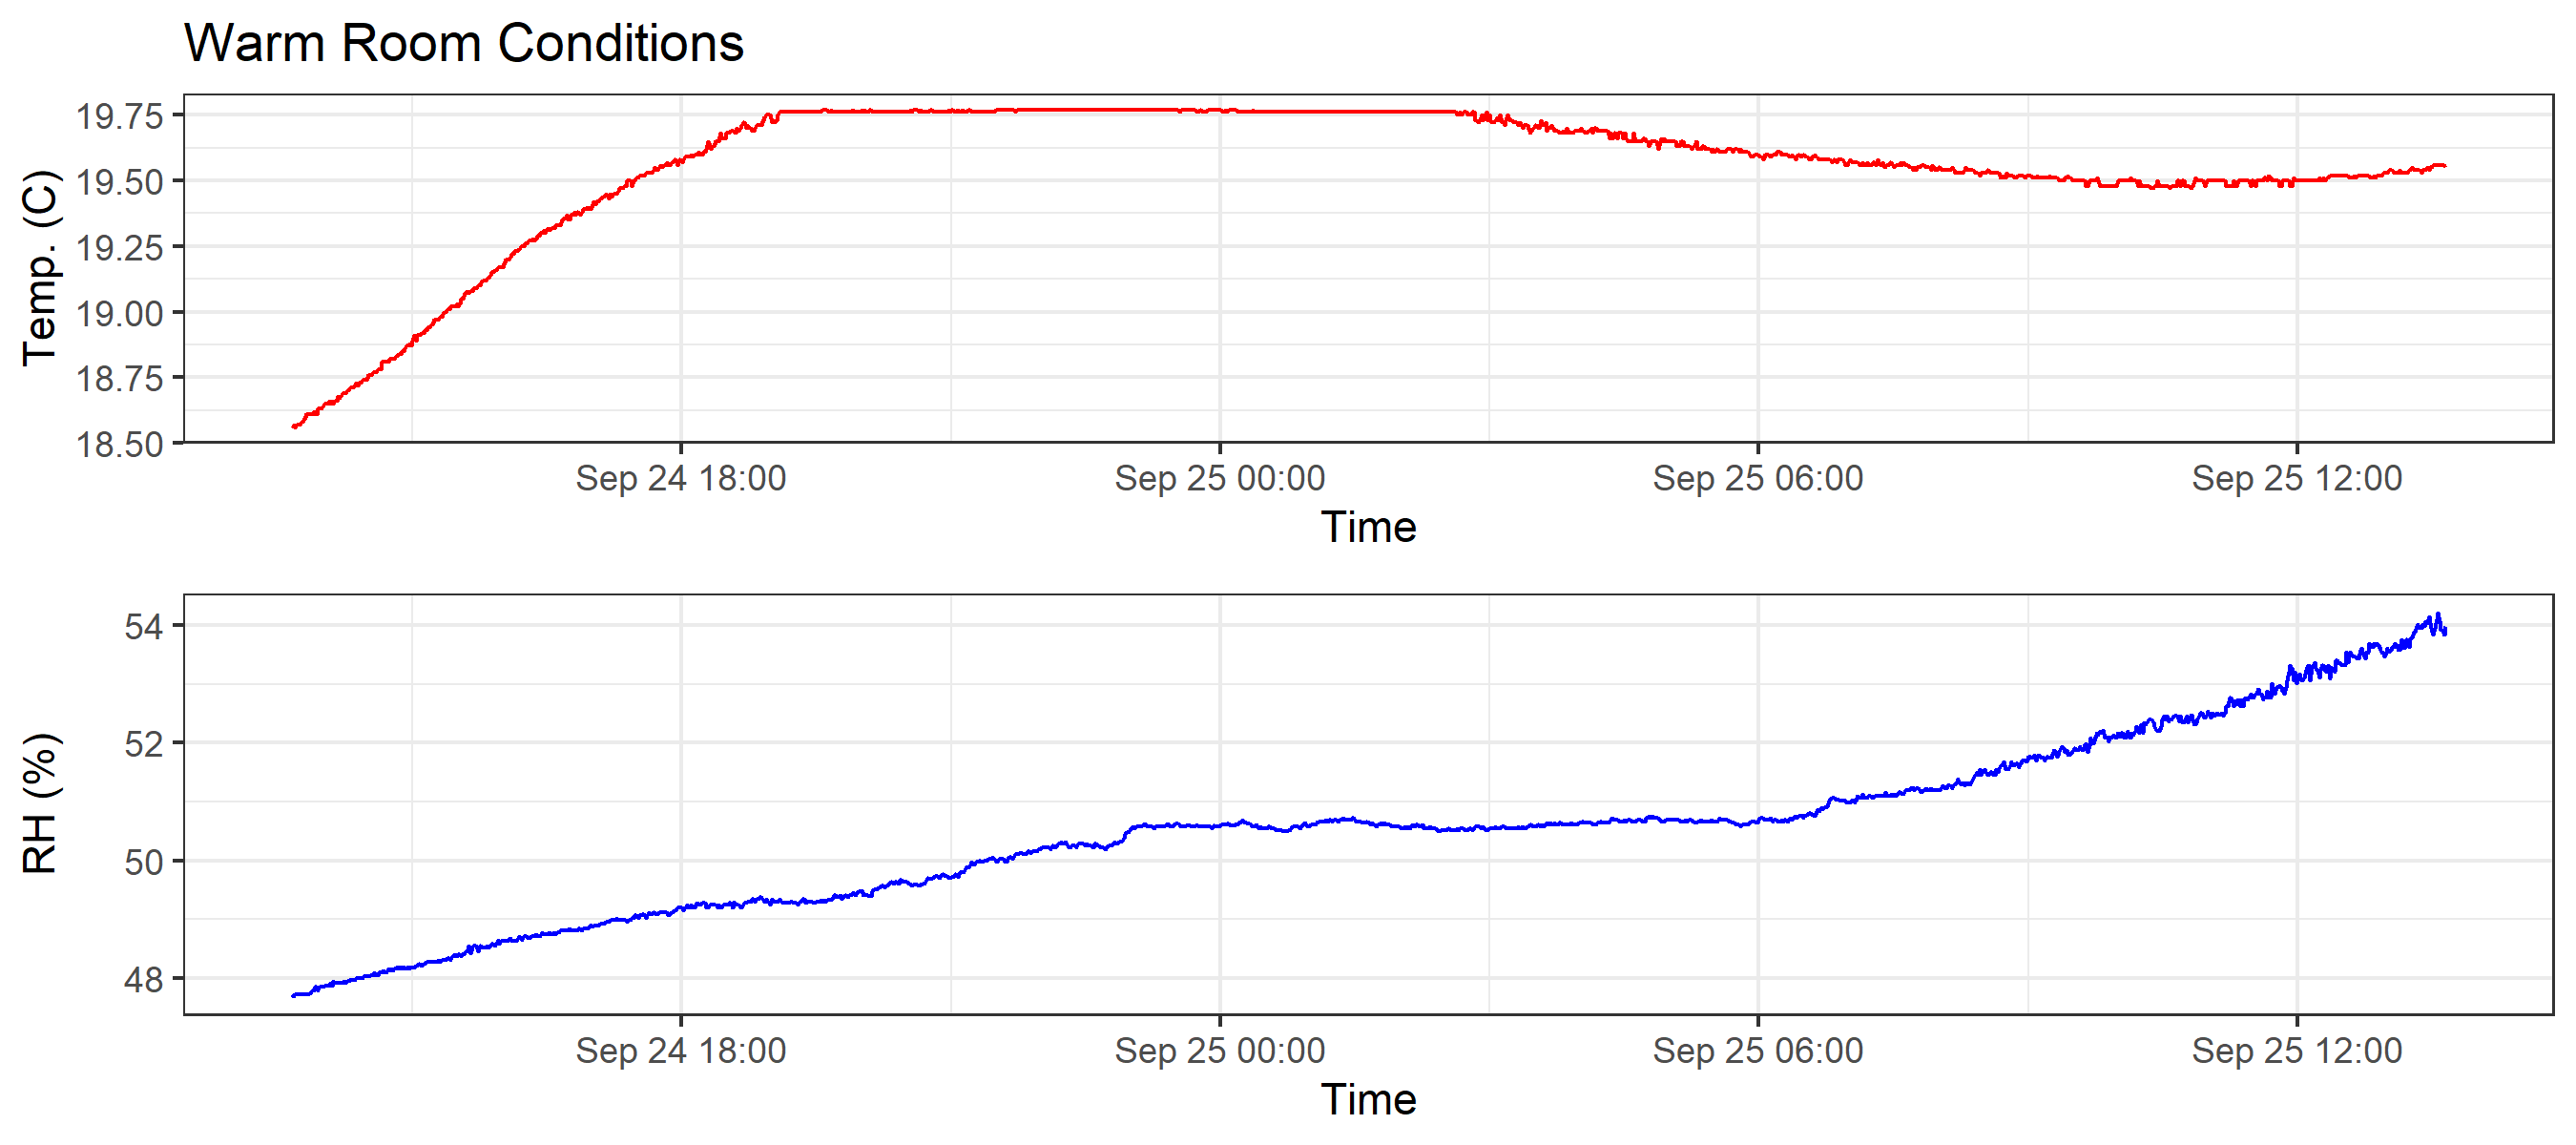 Warm Room Conditions
19.75
19.50
19.25
19.00
18.75
18.50
Temp. (C)
Sep 24 18:00 Sep 25 00:00 Sep 25 06:00 Sep 25 12:00
Time
54
52
50
48
RH (%)
Sep 24 18:00 Sep 25 00:00 Sep 25 06:00 Sep 25 12:00
Time